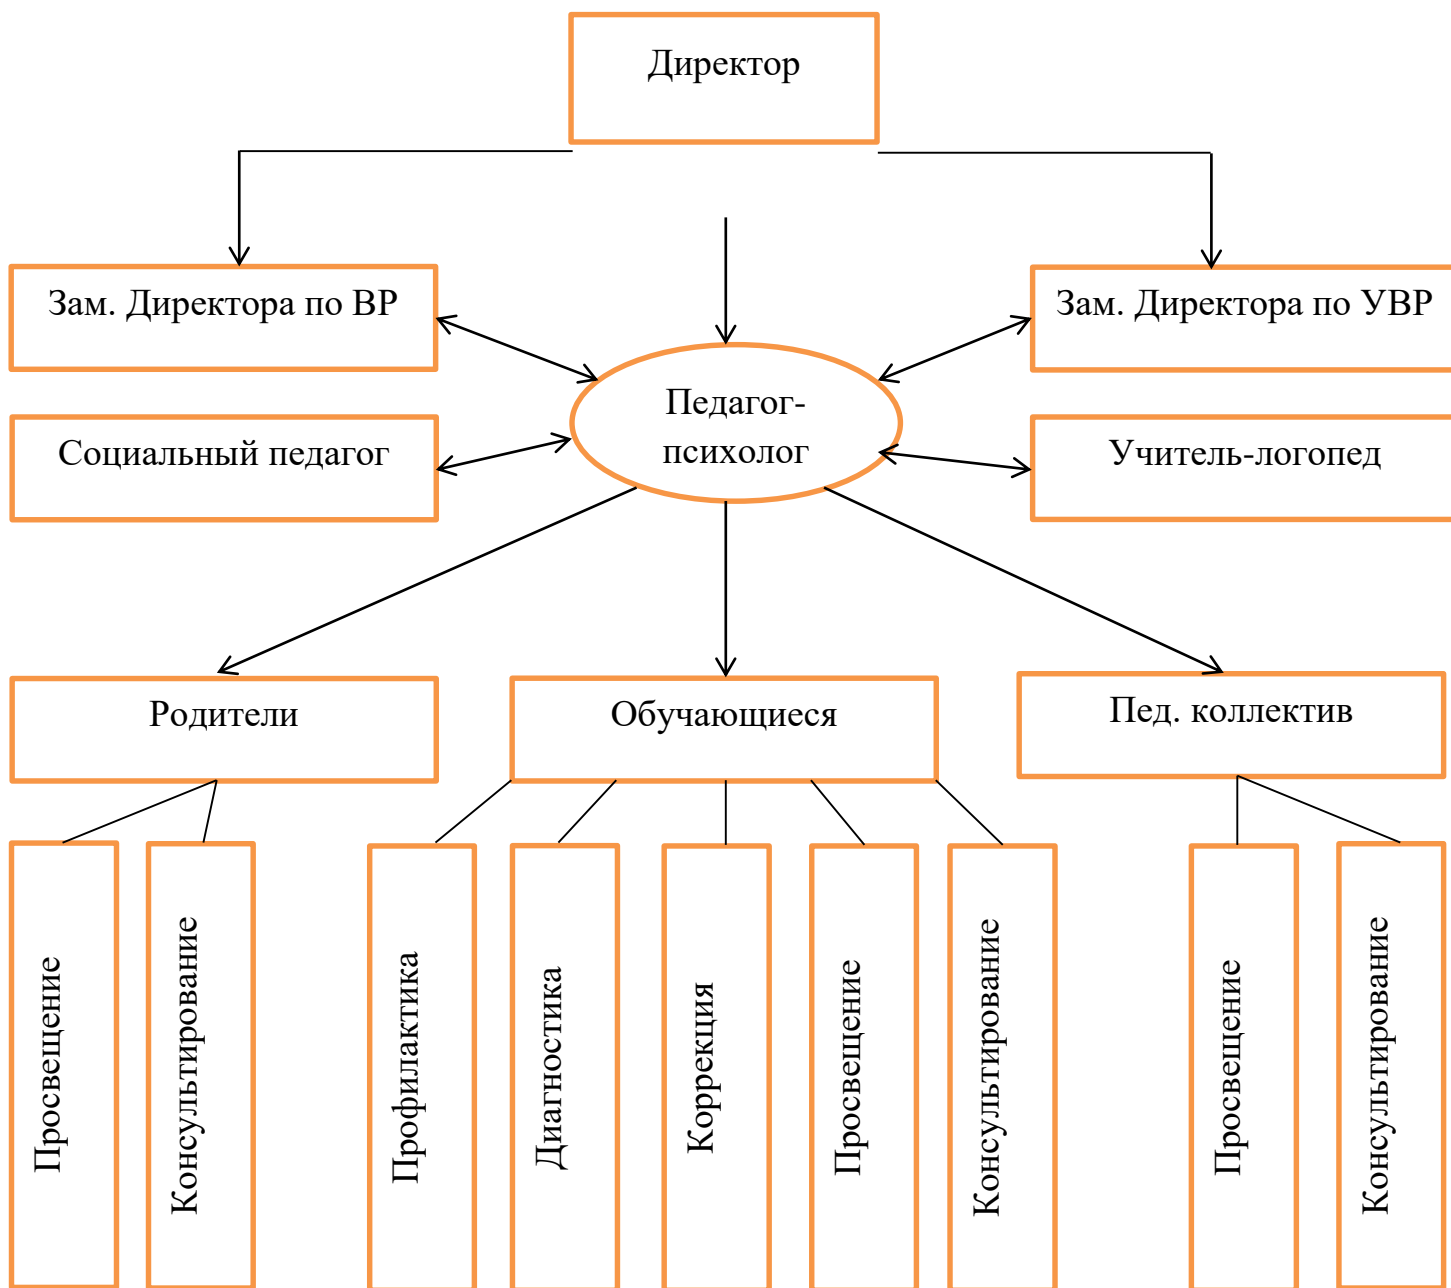 Директор
Зам. Директора по ВР
Зам. Директора по УВР
Педагог-
психолог
Социальный педагог
Учитель-логопед
Родители
Обучающиеся
Пед. коллектив
Просвещение
Консультирование
Профилактика
Диагностика
Коррекция
Просвещение
Консультирование
Просвещение
Консультирование